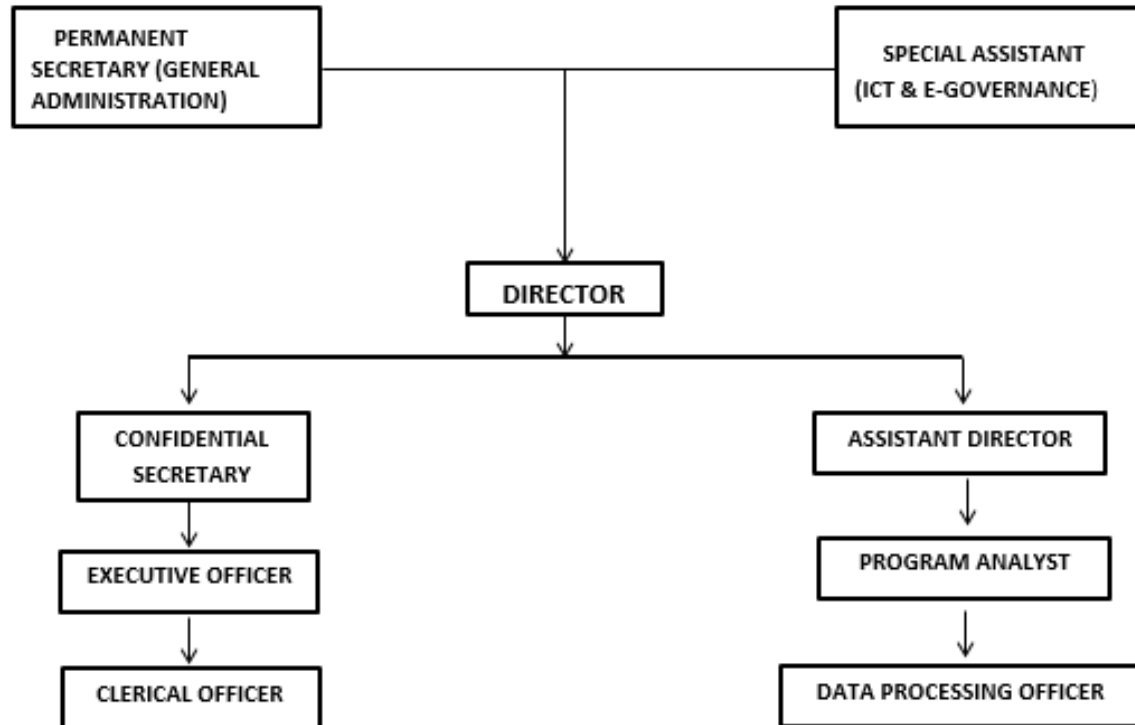 PERMANENT
SECRETARY (GENERAL
ADMINISTRATION)
SPECIAL ASSISTANT
(ICT & E-GOVERNANCE)
DIRECTOR
CONFIDENTIAL
SECRETARY
ASSISTANT DIRECTOR
EXECUTIVE OFFICER
PROGRAM ANALYST
CLERICAL OFFICER
DATA PROCESSING OFFICER